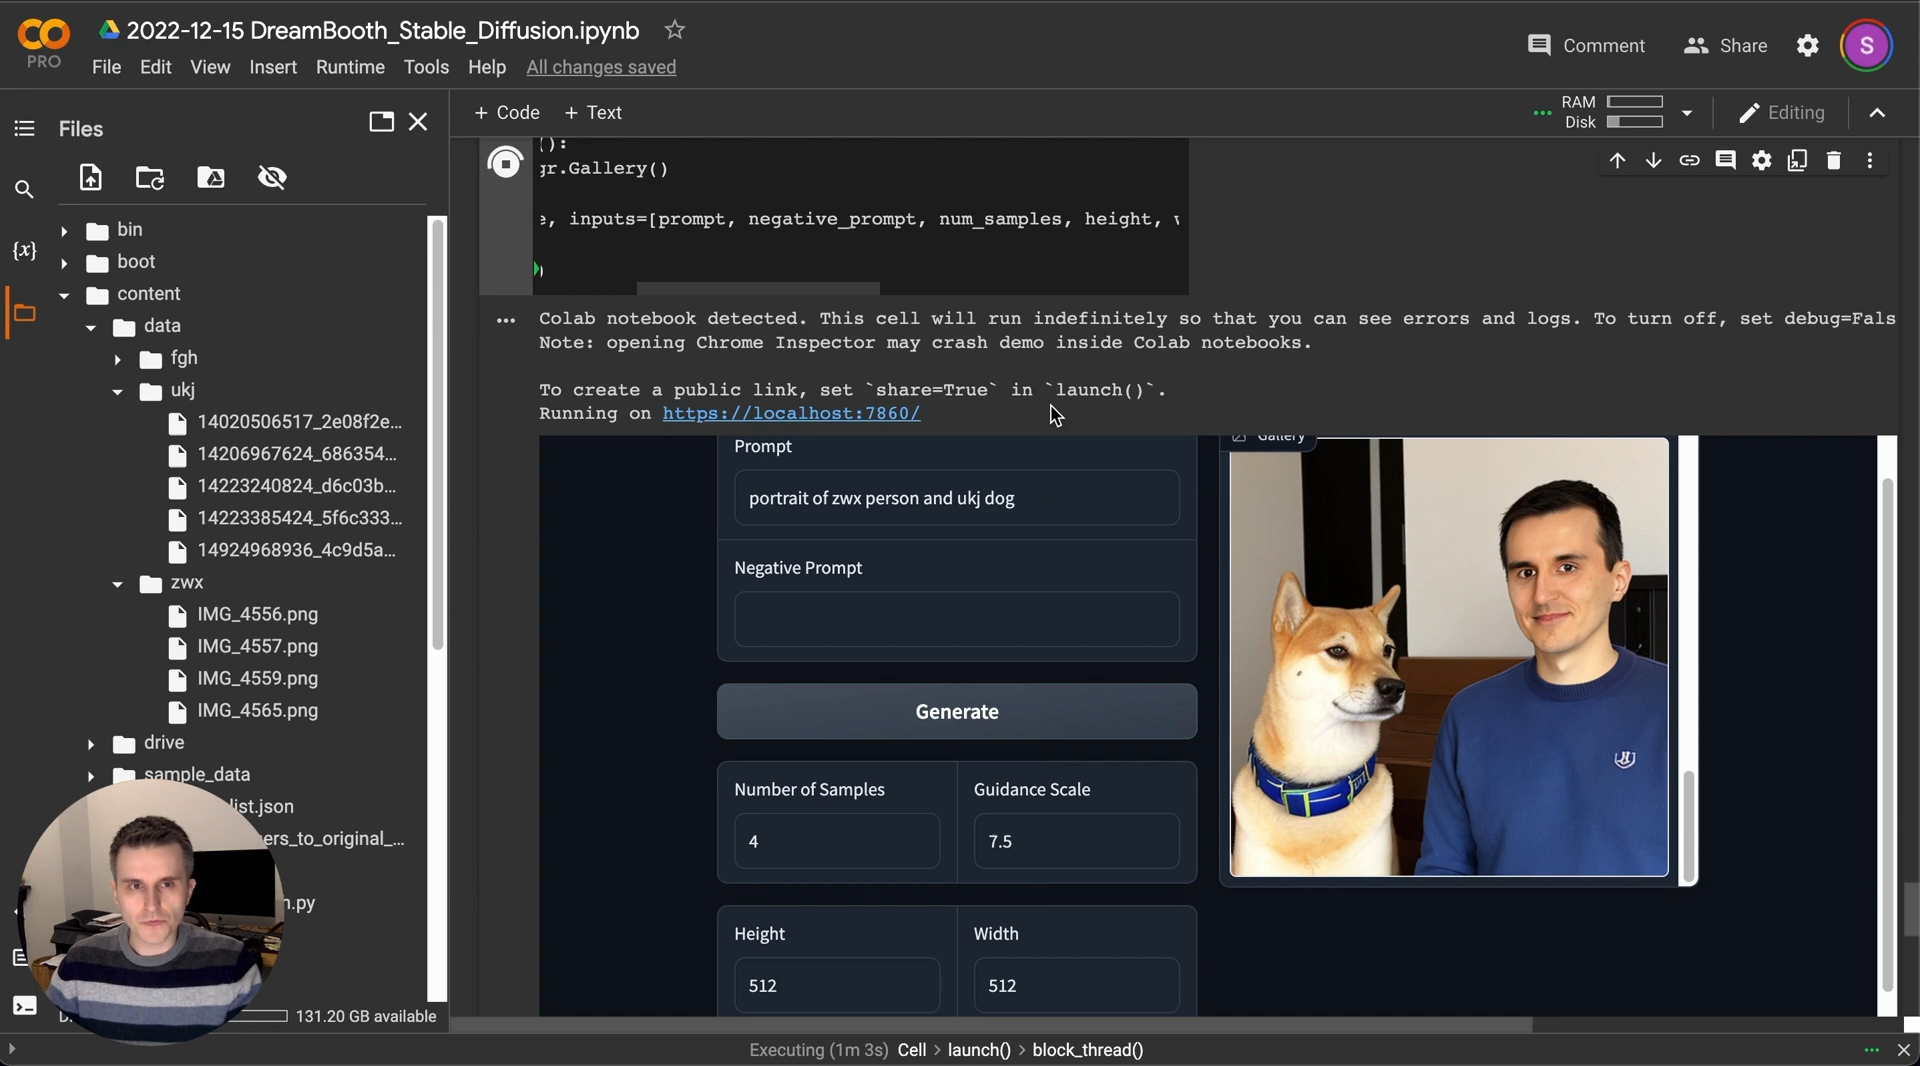 2022-12-15 DreamBooth_Stable_Diffusion.ipynb
PRO
File Edit View Insert Runtime Tools Help All changes saved
Comment Share S
Files
+ Code + Text
RAM
Disk
Editing
{x}
bin
boot
content
data
fgh
ukj
14020506517_2e08f2e...
14206967624_686354...
14223240824_d6c03b...
14223385424_5f6c333...
14924968936_4c9d5a...
zwx
IMG_4556.png
IMG_4557.png
IMG_4559.png
IMG_4565.png
drive
sample_data
list.json
ers_to_original_...
n.py
131.20 GB available
():
gr.Gallery()
e, inputs=[prompt, negative_prompt, num_samples, height,
)
Colab notebook detected. This cell will run indefinitely so that you can see errors and logs. To turn off, set debug=Fals
Note: opening Chrome Inspector may crash demo inside Colab notebooks.
To create a public link, set `share=True` in `launch()`.
Running on https://localhost:7860/
Prompt
portrait of zwx person and ukj dog
Negative Prompt
Generate
Number of Samples
4
Guidance Scale
7.5
Height
512
Width
512
Gallery
Executing (1m 3s) Cell > launch() > block_thread()